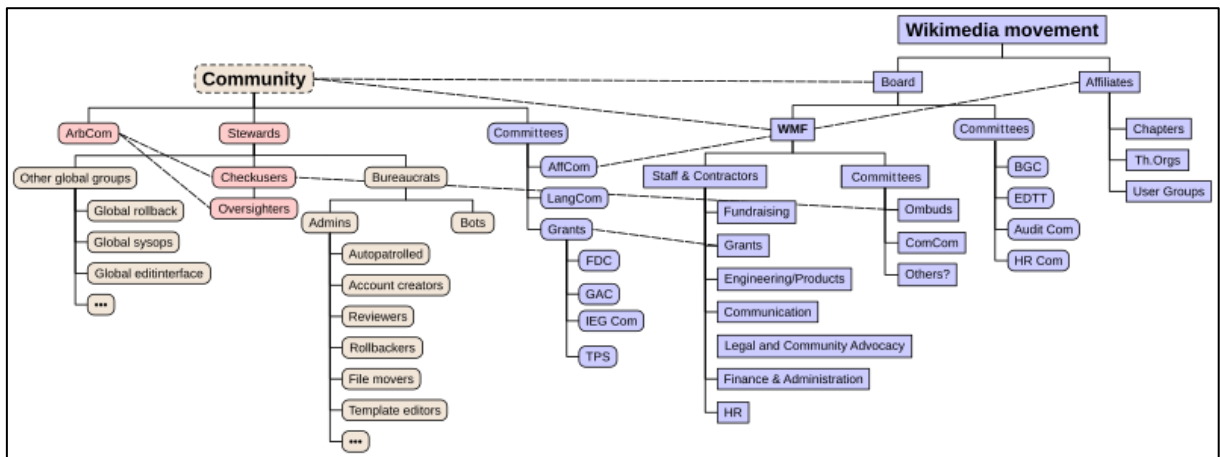 Wikimedia movement
Community
Board
Affiliates
ArbCom
Stewards
Committees
WMF
Committees
Chapters
Th.Orgs
User Groups
Other global groups
Checkusers
Bureaucrats
AffCom
Staff & Contractors
Committees
BGC
Global rollback
Oversighters
LangCom
Fundraising
Ombuds
EDTT
Global sysops
Admins
Bots
Grants
Grants
ComCom
Audit Com
Global editinterface
Autopatrolled
FDC
Engineering/Products
Others?
HR Com
•••
Account creators
GAC
Communication
Reviewers
IEG Com
Legal and Community Advocacy
Rollbackers
TPS
Finance & Administration
File movers
HR
Template editors
•••